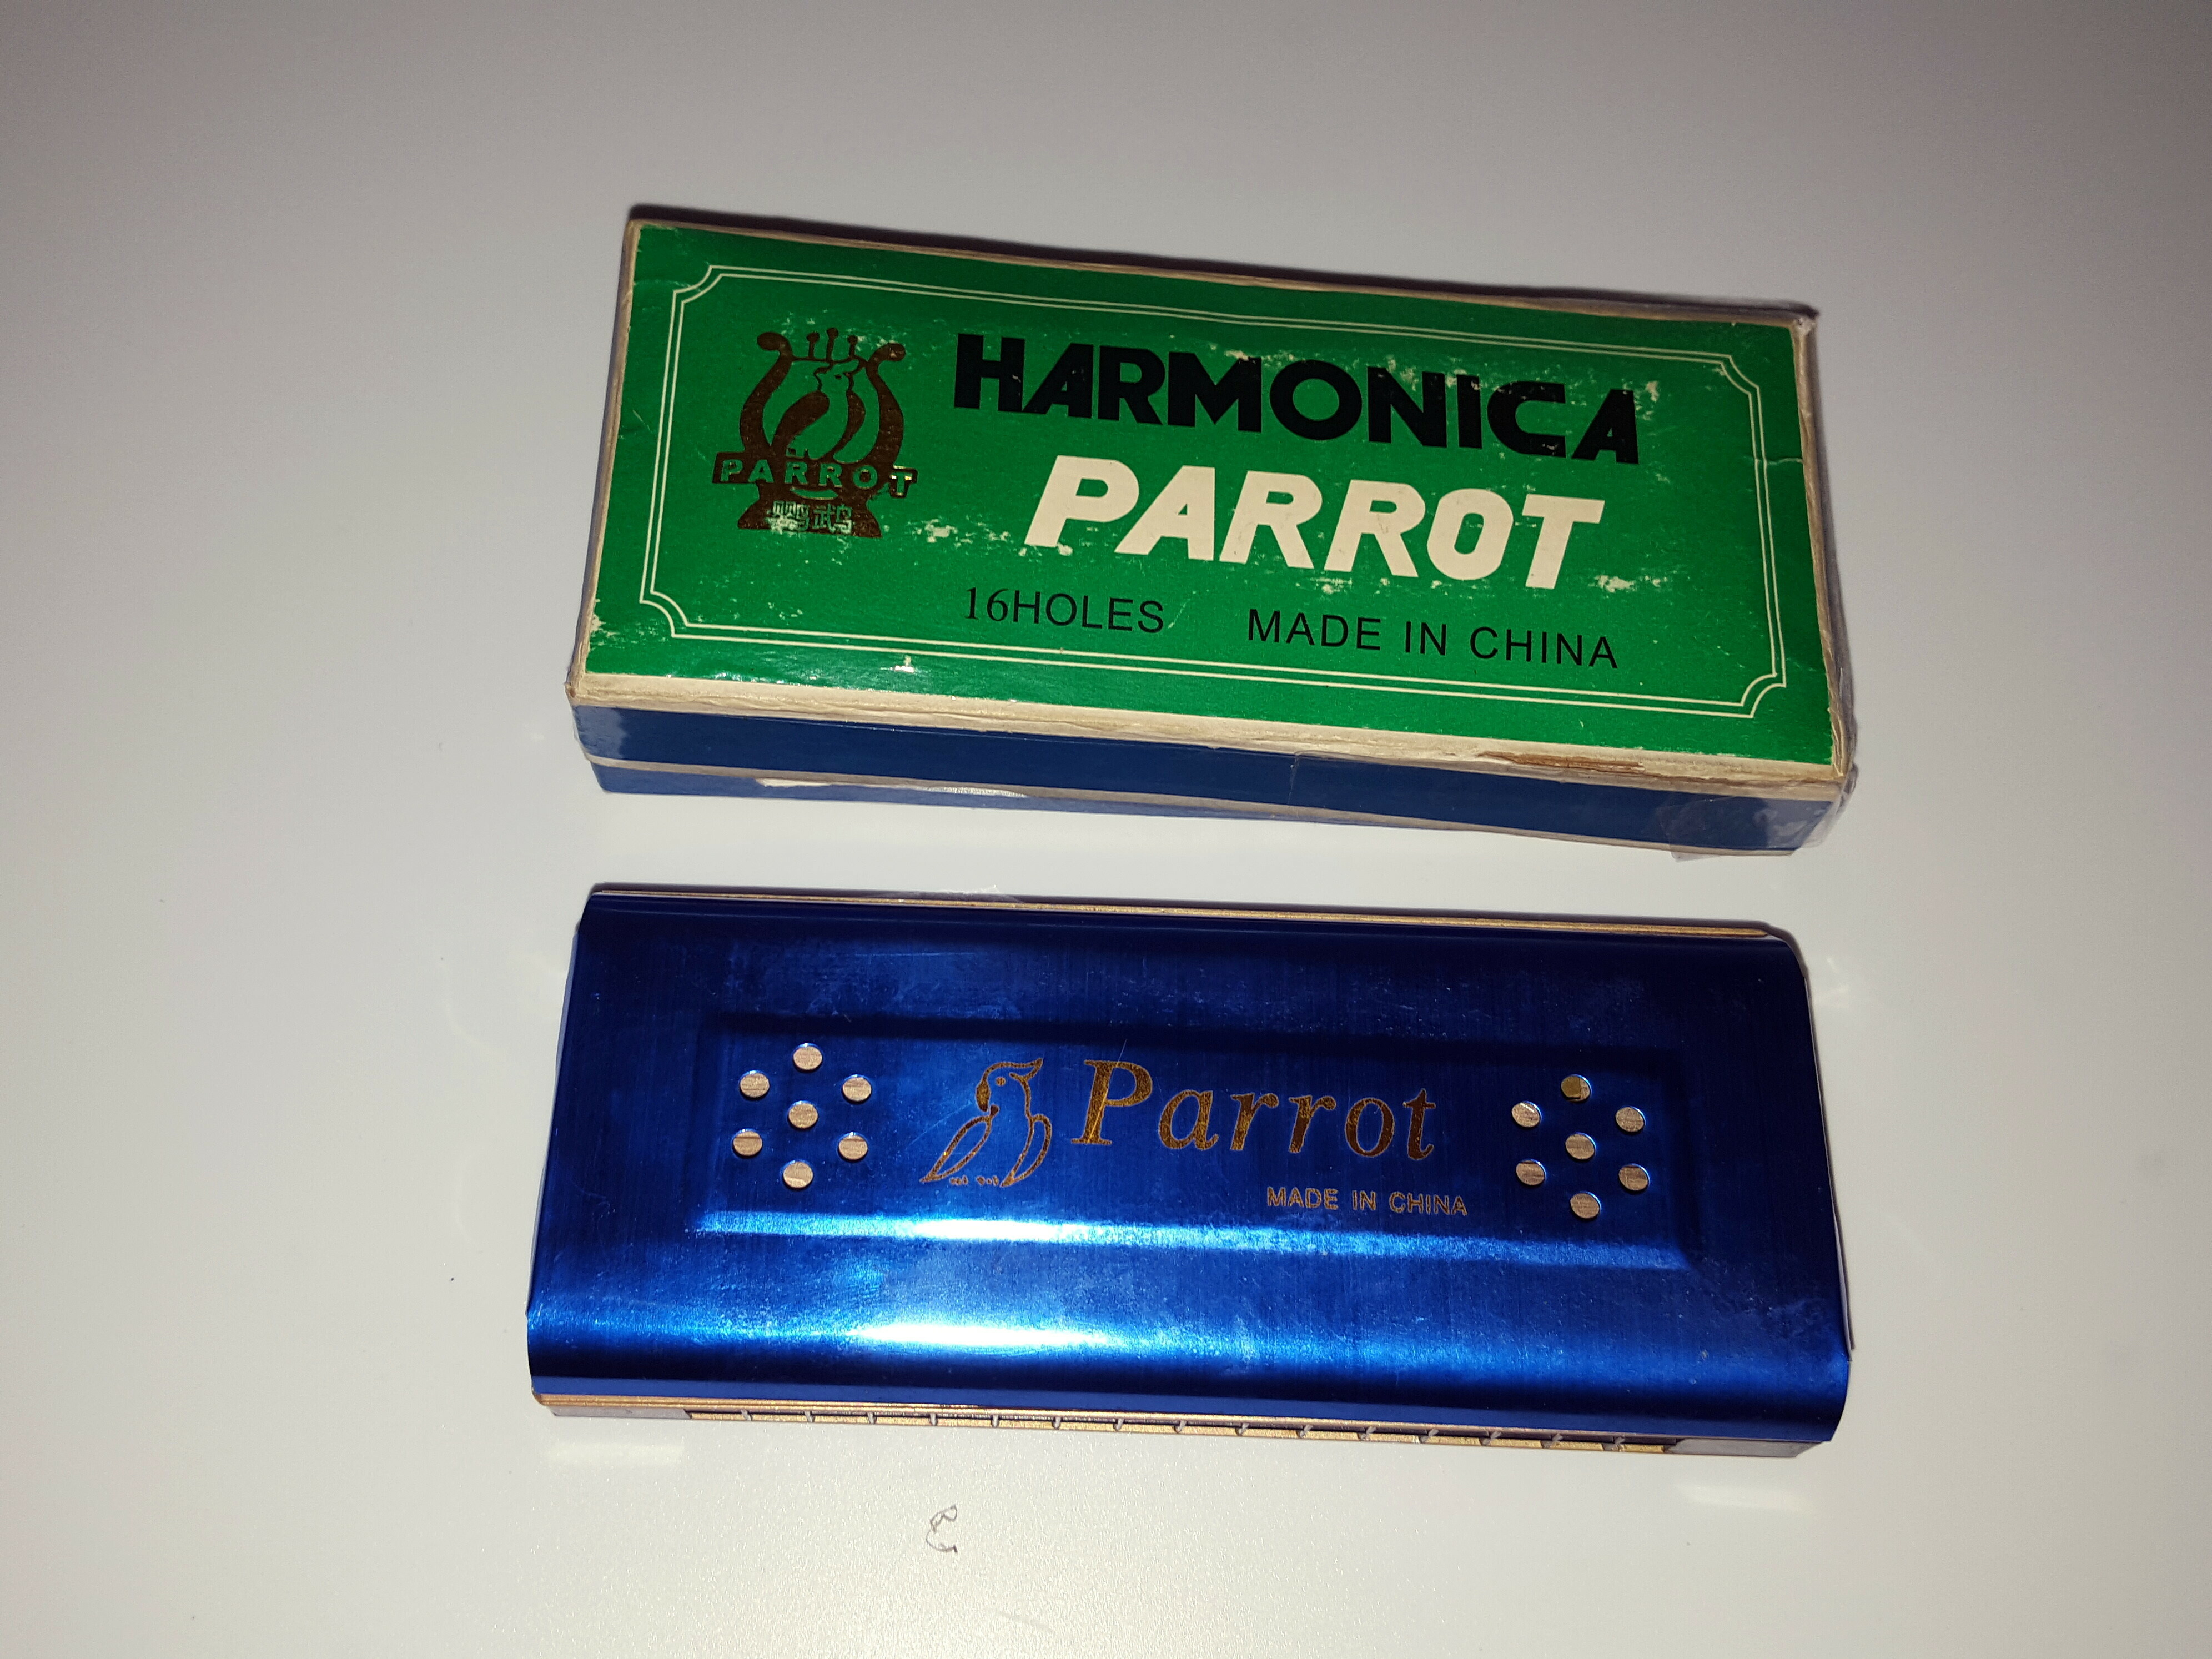 HARMONICA
PARROT
PARROT
鹦鹉
16HOLES MADE IN CHINA
Parrot
MADE IN CHINA